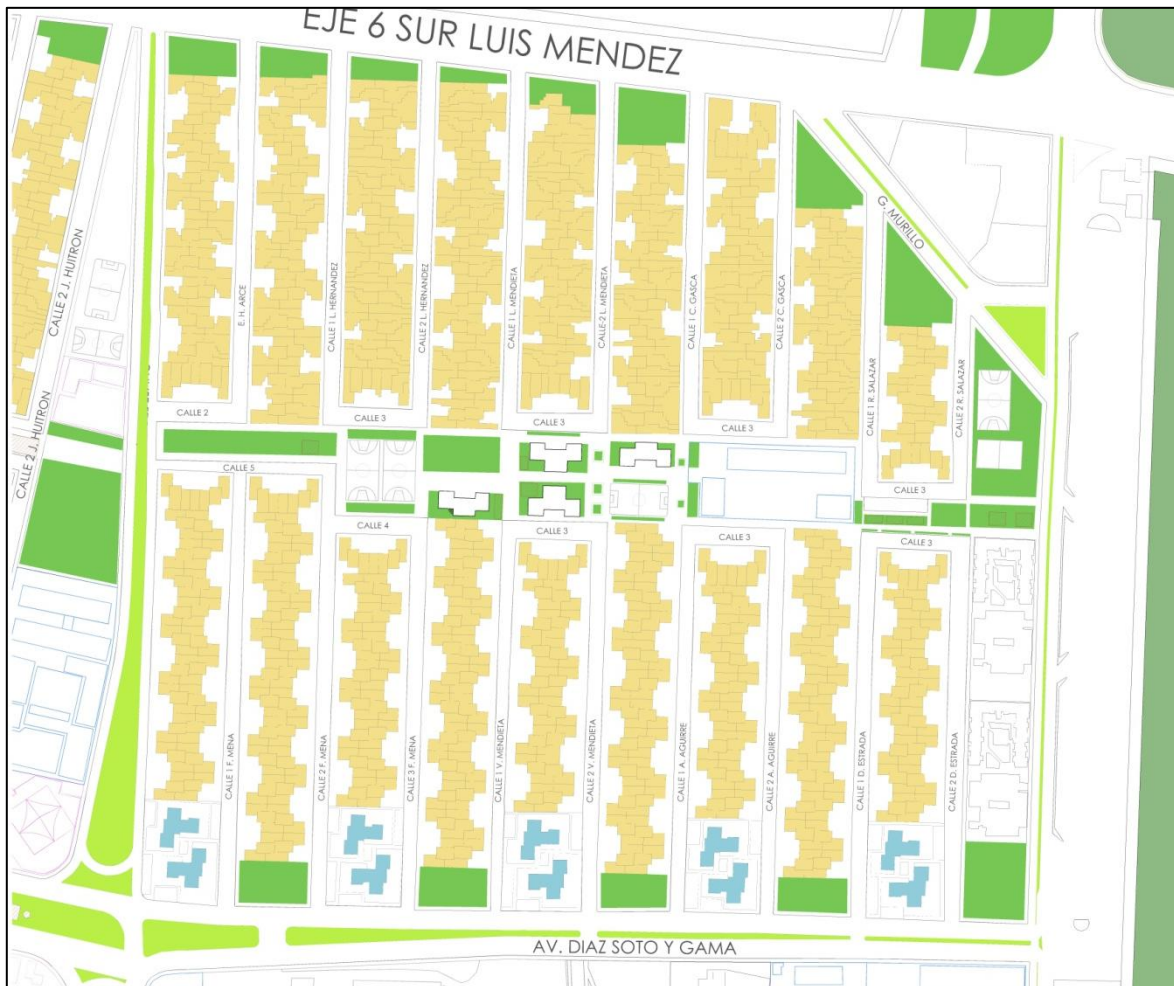 EJE 6 SUR LUIS MENDEZ
G. MURILLO
CALLE 2 J. HUITRON
E. H. ARCE
CALLE 1 L. HERNANDEZ
CALLE 2 L. HERNANDEZ
CALLE 1 L. MENDIETA
CALLE-2 L. MENDIETA
CALLE 1 C. GASCA
CALLE 2 C. GASCA
CALLE 1 R. SALAZAR
CALLE 2 R. SALAZAR
CALLE 2 J. HUITRON
CALLE 2
CALLE 3
CALLE 3
CALLE 3
CALLE 5
CALLE 3
CALLE 4
CALLE 3
CALLE 3
CALLE 3
CALLE 1 F. MENA
CALLE 2 F. MENA
CALLE 3 F. MENA
CALLE 1 V. MENDIETA
CALLE 2 V. MENDIETA
CALLE 1 A. AGUIRRE
CALLE 2 A. AGUIRRE
CALLE 1 D. ESTRADA
CALLE 2 D. ESTRADA
AV. DIAZ SOTO Y GAMA